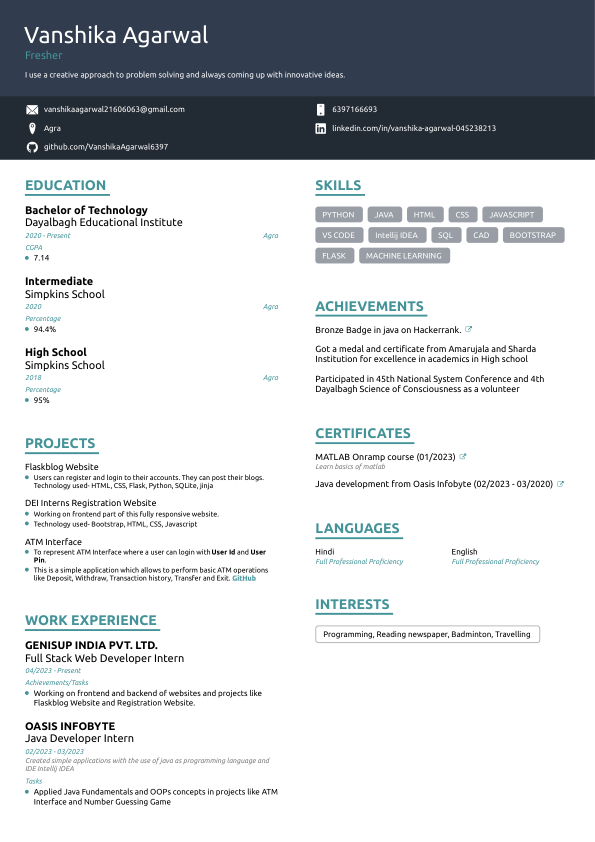 Vanshika Agarwal
Fresher
I use a creative approach to problem solving and always coming up with innovative ideas.
vanshikaagarwal21606063@gmail.com
6397166693
Agra
linkedin.com/in/vanshika-agarwal-045238213
github.com/VanshikaAgarwal6397
EDUCATION
Bachelor of Technology
Dayalbagh Educational Institute
2020 - Present Agra
CGPA
7.14
Intermediate
Simpkins School
2020 Agra
Percentage
94.4%
High School
Simpkins School
2018 Agra
Percentage
95%
PROJECTS
Flaskblog Website
Users can register and login to their accounts. They can post their blogs.
Technology used- HTML, CSS, Flask, Python, SQLite, jinja
DEI Interns Registration Website
Working on frontend part of this fully responsive website.
Technology used- Bootstrap, HTML, CSS, Javascript
ATM Interface
To represent ATM Interface where a user can login with User Id and User
Pin.
This is a simple application which allows to perform basic ATM operations
like Deposit, Withdraw, Transaction history, Transfer and Exit. GitHub
WORK EXPERIENCE
GENISUP INDIA PVT. LTD.
Full Stack Web Developer Intern
04/2023 - Present
Achievements/Tasks
Working on frontend and backend of websites and projects like
Flaskblog Website and Registration Website.
OASIS INFOBYTE
Java Developer Intern
02/2023 - 03/2023
Created simple applications with the use of java as programming language and
IDE Intellij IDEA
Tasks
Applied Java Fundamentals and OOPs concepts in projects like ATM
Interface and Number Guessing Game
SKILLS
PYTHON JAVA HTML CSS JAVASCRIPT
VS CODE Intellij IDEA SQL CAD BOOTSTRAP
FLASK MACHINE LEARNING
ACHIEVEMENTS
Bronze Badge in java on Hackerrank.
Got a medal and certificate from Amarujala and Sharda
Institution for excellence in academics in High school
Participated in 45th National System Conference and 4th
Dayalbagh Science of Consciousness as a volunteer
CERTIFICATES
MATLAB Onramp course (01/2023)
Learn basics of matlab
Java development from Oasis Infobyte (02/2023 - 03/2020)
LANGUAGES
Hindi English
Full Professional Proficiency Full Professional Proficiency
INTERESTS
Programming, Reading newspaper, Badminton, Travelling